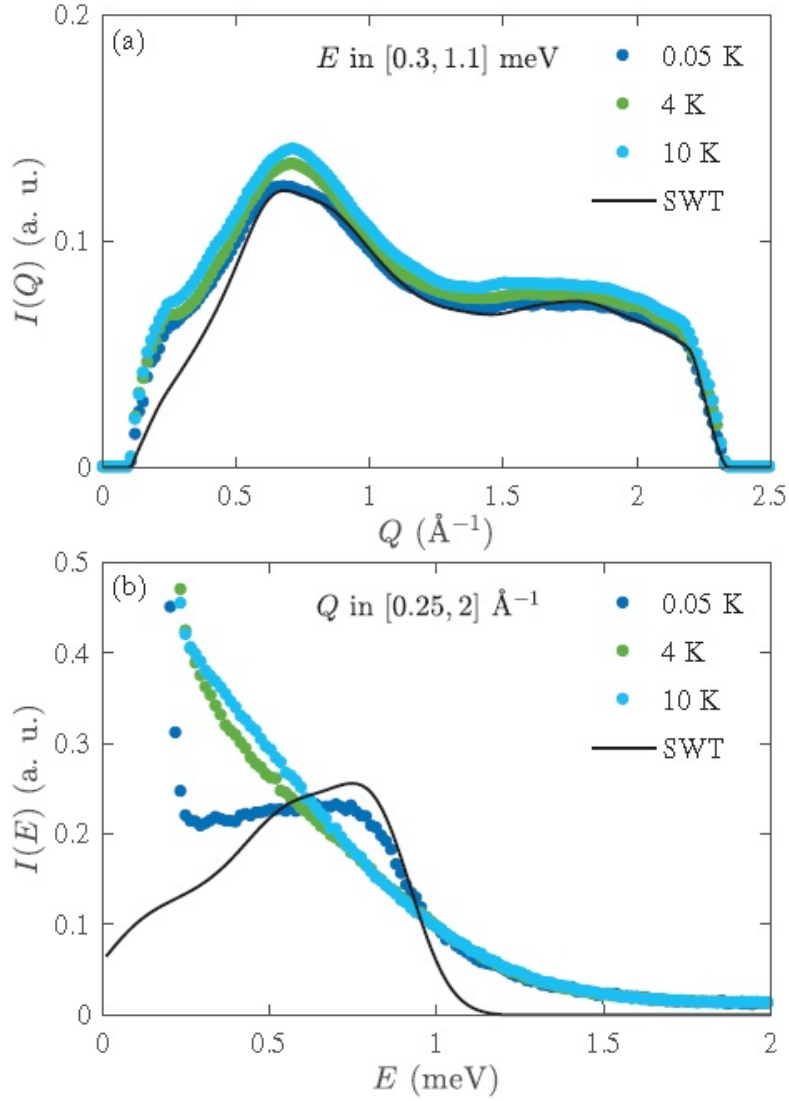 0.2
(a)
E in [0.3, 1.1] meV
0.05 K
4 K
10 K
SWT
0.1
I(Q) (a. u.)
0
0 0.5 1 1.5 2 2.5
Q (Å⁻¹)
0.5
(b)
Q in [0.25, 2] Å⁻¹
0.05 K
4 K
10 K
SWT
0.4
0.3
0.2
0.1
0
I(E) (a. u.)
0 0.5 1 1.5 2
E (meV)